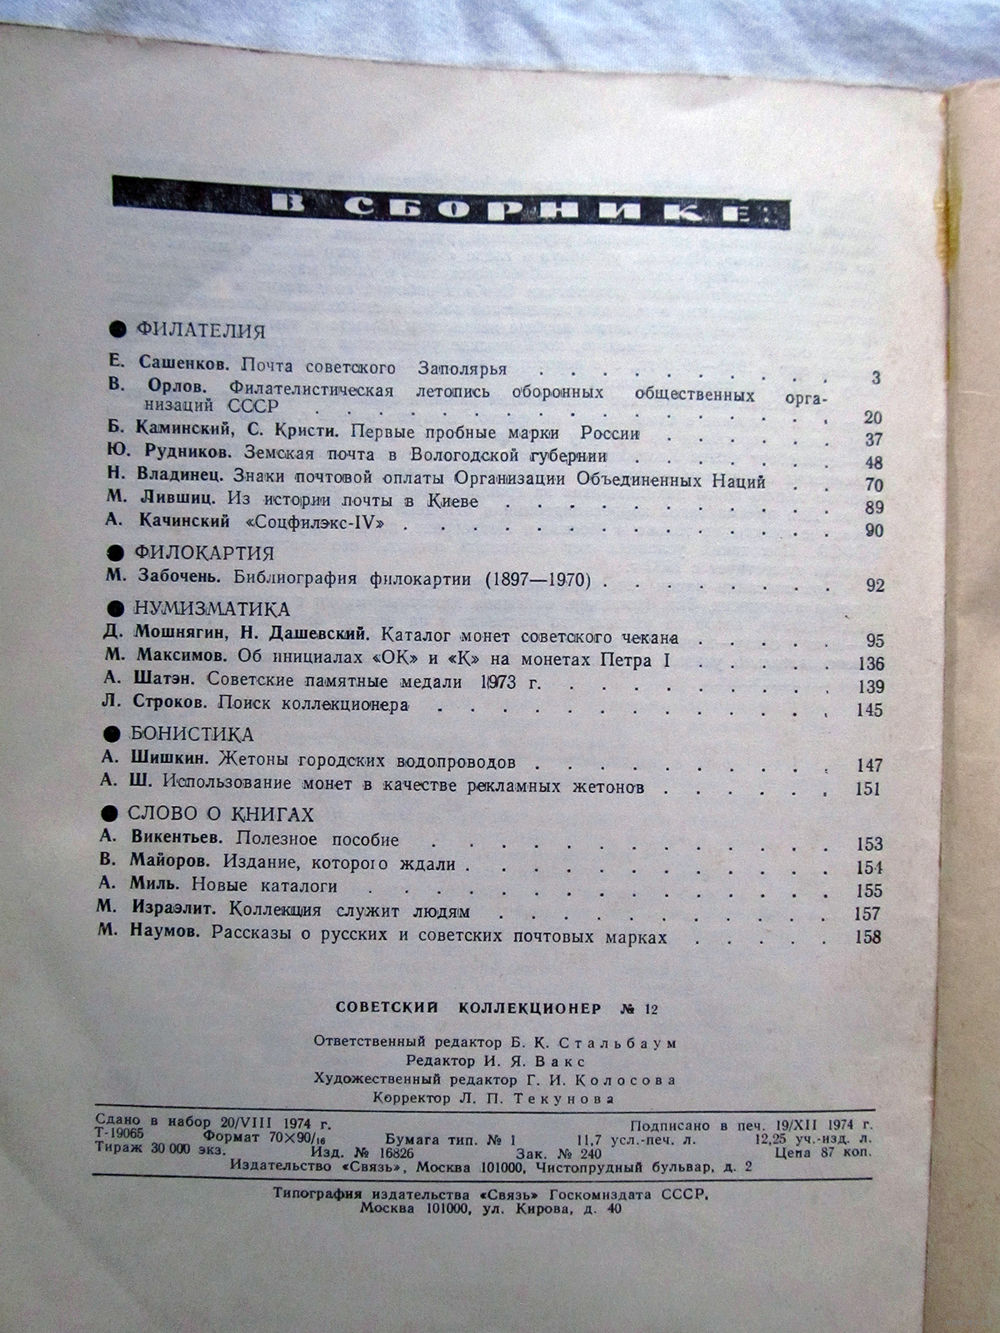 В СБОРНИКЕ:
● ФИЛАТЕЛИЯ
Е. Сашенков. Почта советского Заполярья . . . . . . . . . . 3
В. Орлов. Филателистическая летопись оборонных общественных орга-
низаций СССР . . . . . . . . . . . . . . . . 20
Б. Каминский, С. Кристи. Первые пробные марки России . . . . . . 37
Ю. Рудников. Земская почта в Вологодской губернии . . . . . . . 48
Н. Владинец. Знаки почтовой оплаты Организации Объединенных Наций . . 70
М. Лившиц. Из истории почты в Киеве . . . . . . . . . . . 89
А. Качинский «Соцфилэкс-IV» . . . . . . . . . . . . . . 90
● ФИЛОКАРТИЯ
М. Забочень. Библиография филокартии (1897—1970) . . . . . . . . 92
● НУМИЗМАТИКА
Д. Мошнягин, Н. Дашевский. Каталог монет советского чекана . . . . . 95
М. Максимов. Об инициалах «ОК» и «К» на монетах Петра I . . . . . 136
А. Шатэн. Советские памятные медали 1973 г. . . . . . . . . . 139
Л. Строков. Поиск коллекционера . . . . . . . . . . . . . 145
● БОНИСТИКА
А. Шишкин. Жетоны городских водопроводов . . . . . . . . . . 147
А. Ш. Использование монет в качестве рекламных жетонов . . . . . . 151
● СЛОВО О КНИГАХ
А. Викентьев. Полезное пособие . . . . . . . . . . . . . 153
В. Майоров. Издание, которого ждали . . . . . . . . . . . . 154
А. Миль. Новые каталоги . . . . . . . . . . . . . . . 155
М. Израэлит. Коллекция служит людям . . . . . . . . . . . 157
М. Наумов. Рассказы о русских и советских почтовых марках . . . . . 158
СОВЕТСКИЙ КОЛЛЕКЦИОНЕР № 12
Ответственный редактор Б. К. Стальбаум
Редактор И. Я. Вакс
Художественный редактор Г. И. Колосова
Корректор Л. П. Текунова
Сдано в набор 20/VIII 1974 г. Подписано в печ. 19/XII 1974 г.
Т-19065 Формат 70×90/16 Бумага тип. № 1 11,7 усл.-печ. л. 12,25 уч.-изд. л.
Тираж 30 000 экз. Изд. № 16826 Зак. № 240 Цена 87 коп.
Издательство «Связь», Москва 101000, Чистопрудный бульвар, д. 2
Типография издательства «Связь» Госкомиздата СССР,
Москва 101000, ул. Кирова, д. 40